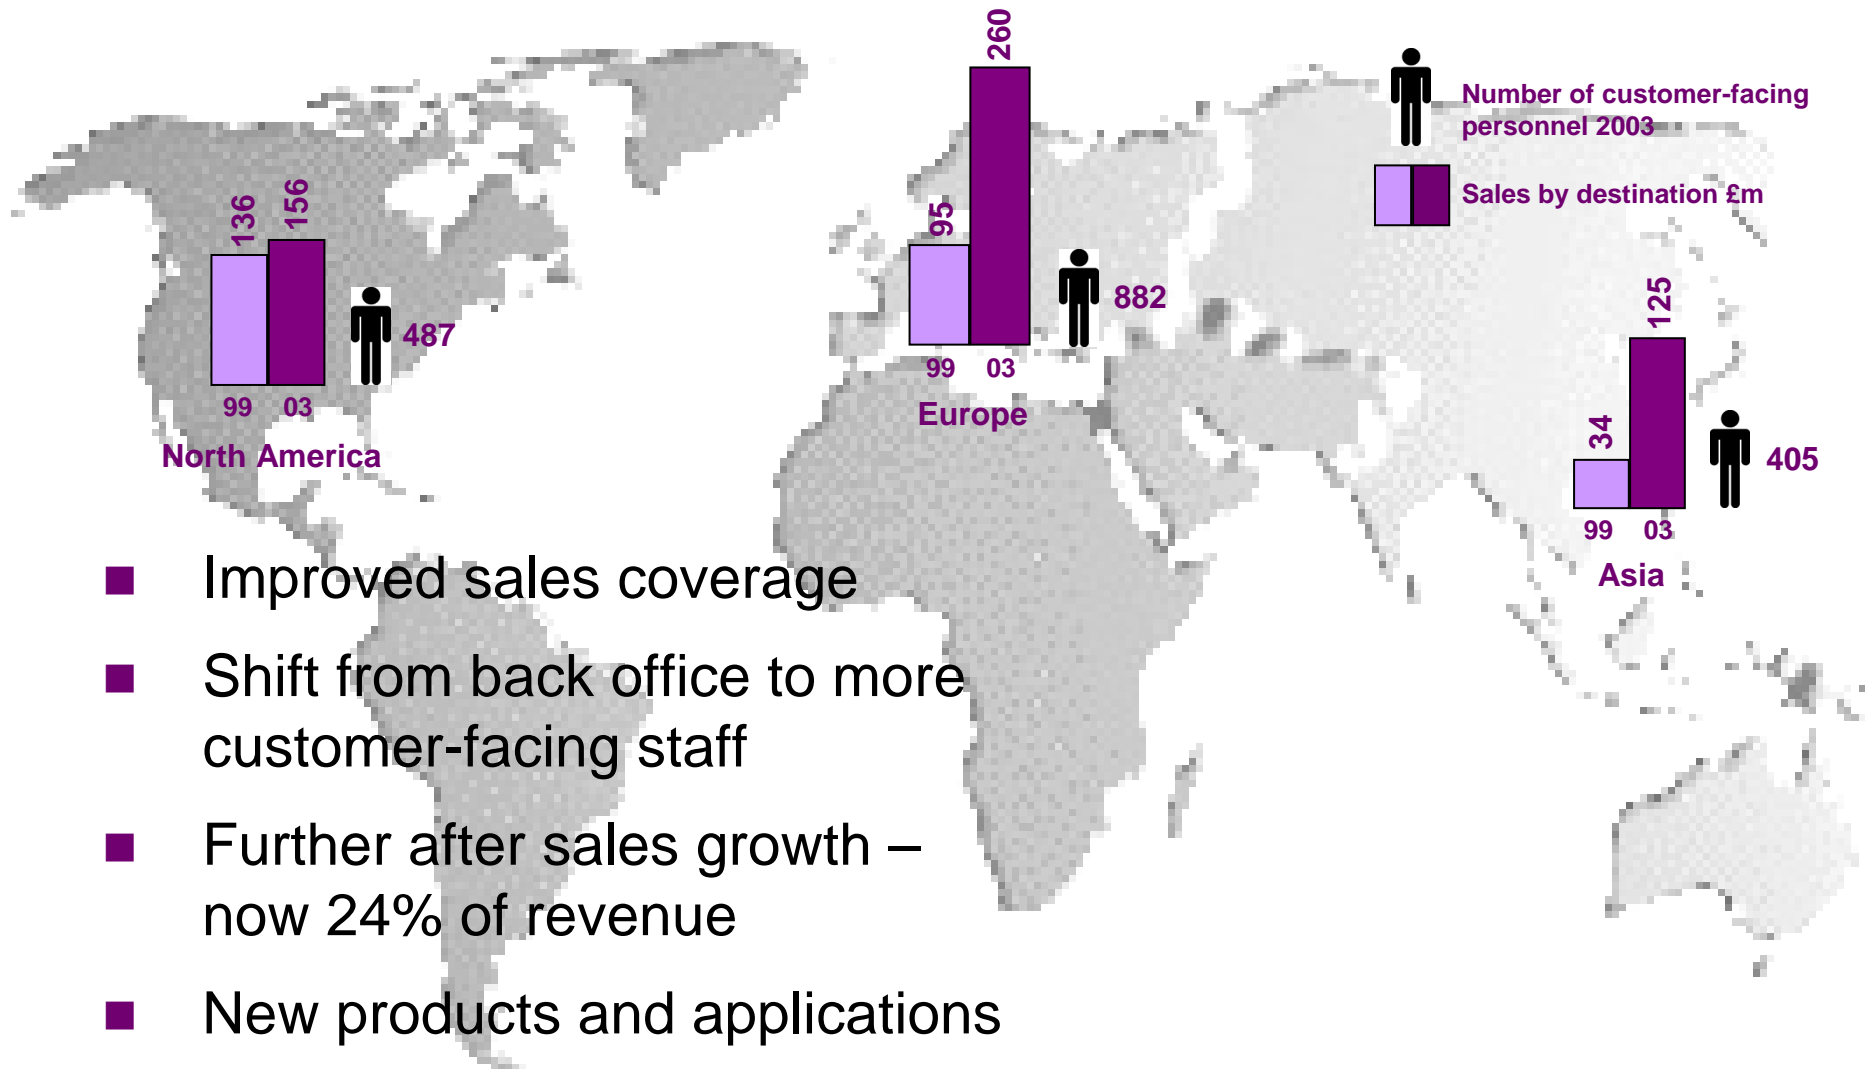 260
Number of customer-facing
personnel 2003
Sales by destination £m
136
156
487
99 03
North America
95
882
99 03
Europe
34
125
405
99 03
Asia
Improved sales coverage
Shift from back office to more
customer-facing staff
Further after sales growth –
now 24% of revenue
New products and applications